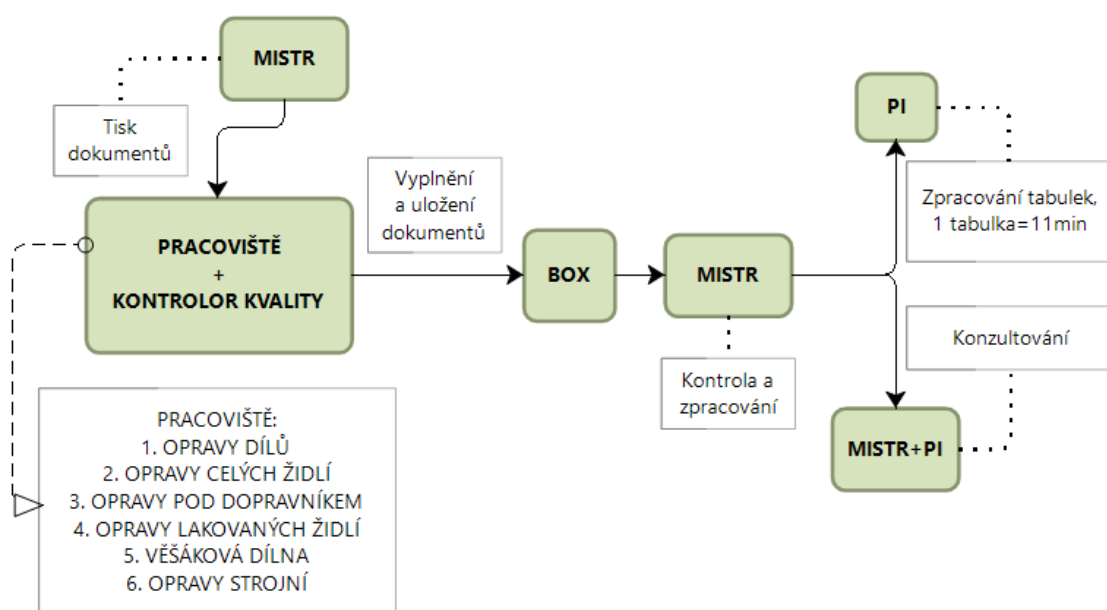 MISTR
Tisk
dokumentů
PRACOVIŠTĚ
+
KONTROLOR KVALITY
Vyplnění
a uložení
dokumentů
BOX
MISTR
Kontrola a
zpracování
PI
Zpracování tabulek,
1 tabulka=11min
Konzultování
MISTR+PI
PRACOVIŠTĚ:
1. OPRAVY DÍLŮ
2. OPRAVY CELÝCH ŽIDLÍ
3. OPRAVY POD DOPRAVNÍKEM
4. OPRAVY LAKOVANÝCH ŽIDLÍ
5. VĚŠÁKOVÁ DÍLNA
6. OPRAVY STROJNÍ